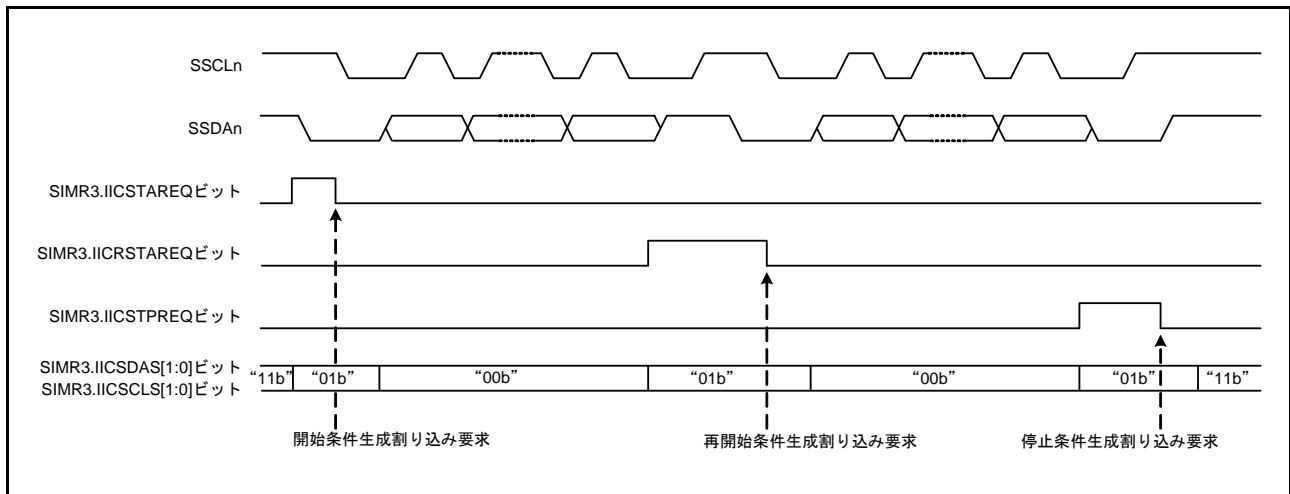 SSCLn
SSDAn
SIMR3.IICSTAREQビット
SIMR3.IICRSTAREQビット
SIMR3.IICSTPREQビット
SIMR3.IICSDAS[1:0]ビット
SIMR3.IICSCLS[1:0]ビット
“11b” “01b” “00b” “01b” “00b” “01b” “11b”
開始条件生成割り込み要求 再開始条件生成割り込み要求 停止条件生成割り込み要求